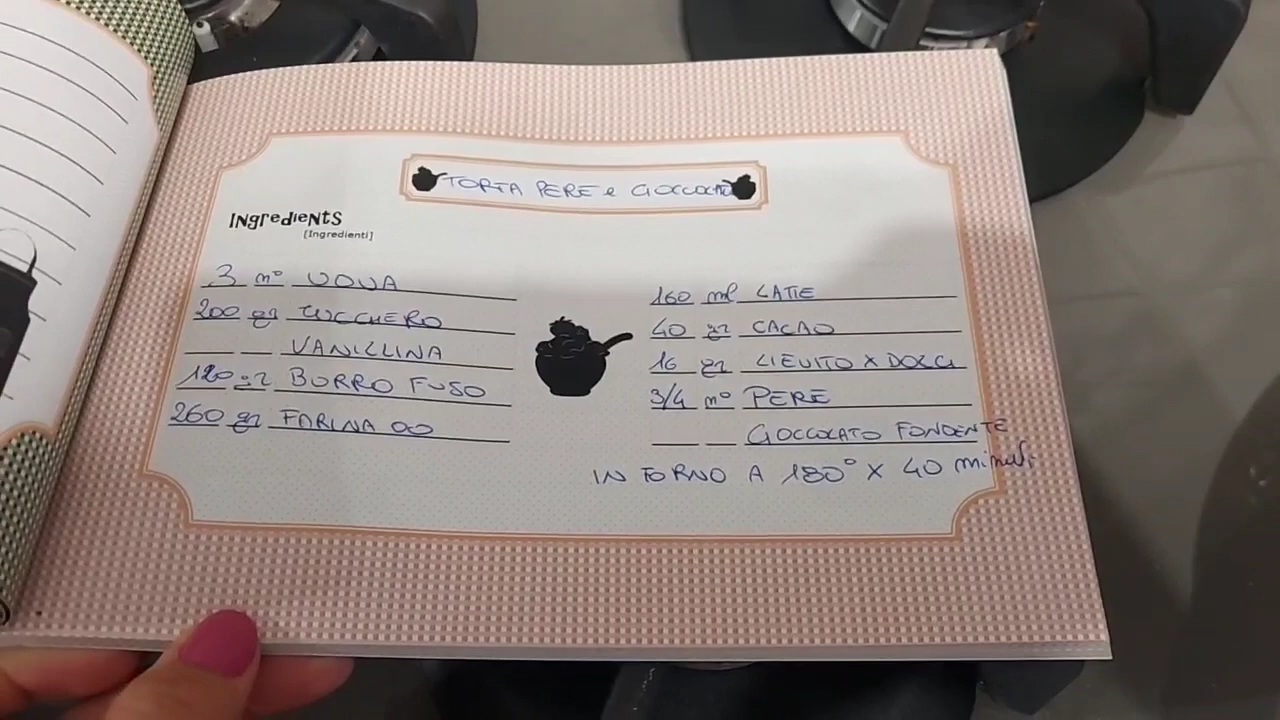 TORTA PERE e CIOCCOLATO
INgredieNtS
[Ingredienti]
3 n° UOVA
200 gr ZUCCHERO
VANILLINA
120 gr BURRO FUSO
260 gr FARINA 00
160 ml LATTE
40 gr CACAO
16 gr LIEVITO X DOLCI
3/4 n° PERE
CIOCCOLATO FONDENTE
IN FORNO A 180° X 40 minuti